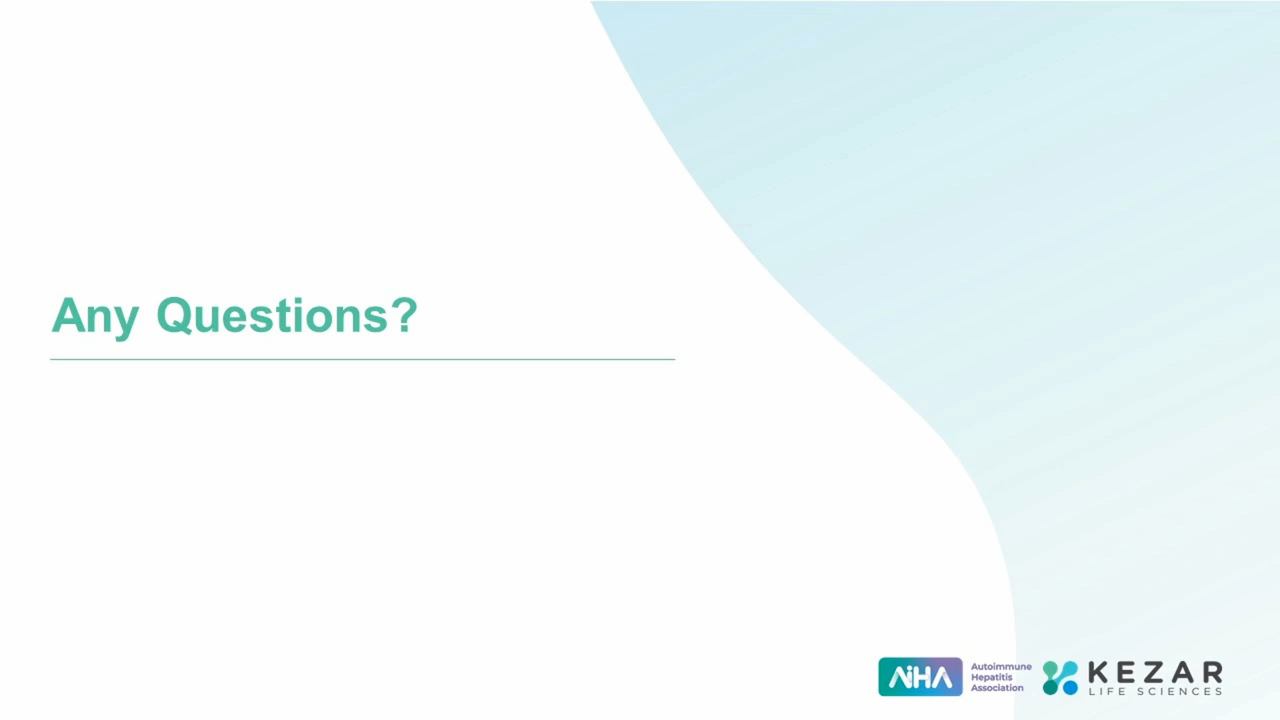 Any Questions?
AiHA
Autoimmune
Hepatitis
Association
KEZAR
LIFE SCIENCES